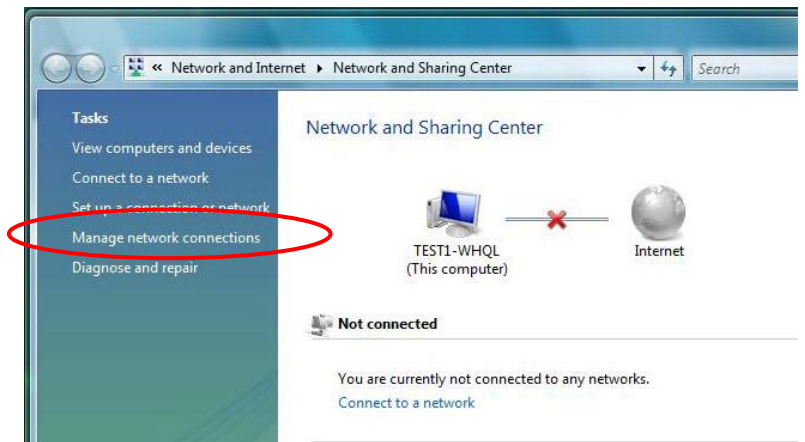 « Network and Internet ▸ Network and Sharing Center
Search
Tasks
View computers and devices
Connect to a network
Set up a connection or network
Manage network connections
Diagnose and repair
Network and Sharing Center
TEST1-WHQL
(This computer)
Internet
Not connected
You are currently not connected to any networks.
Connect to a network